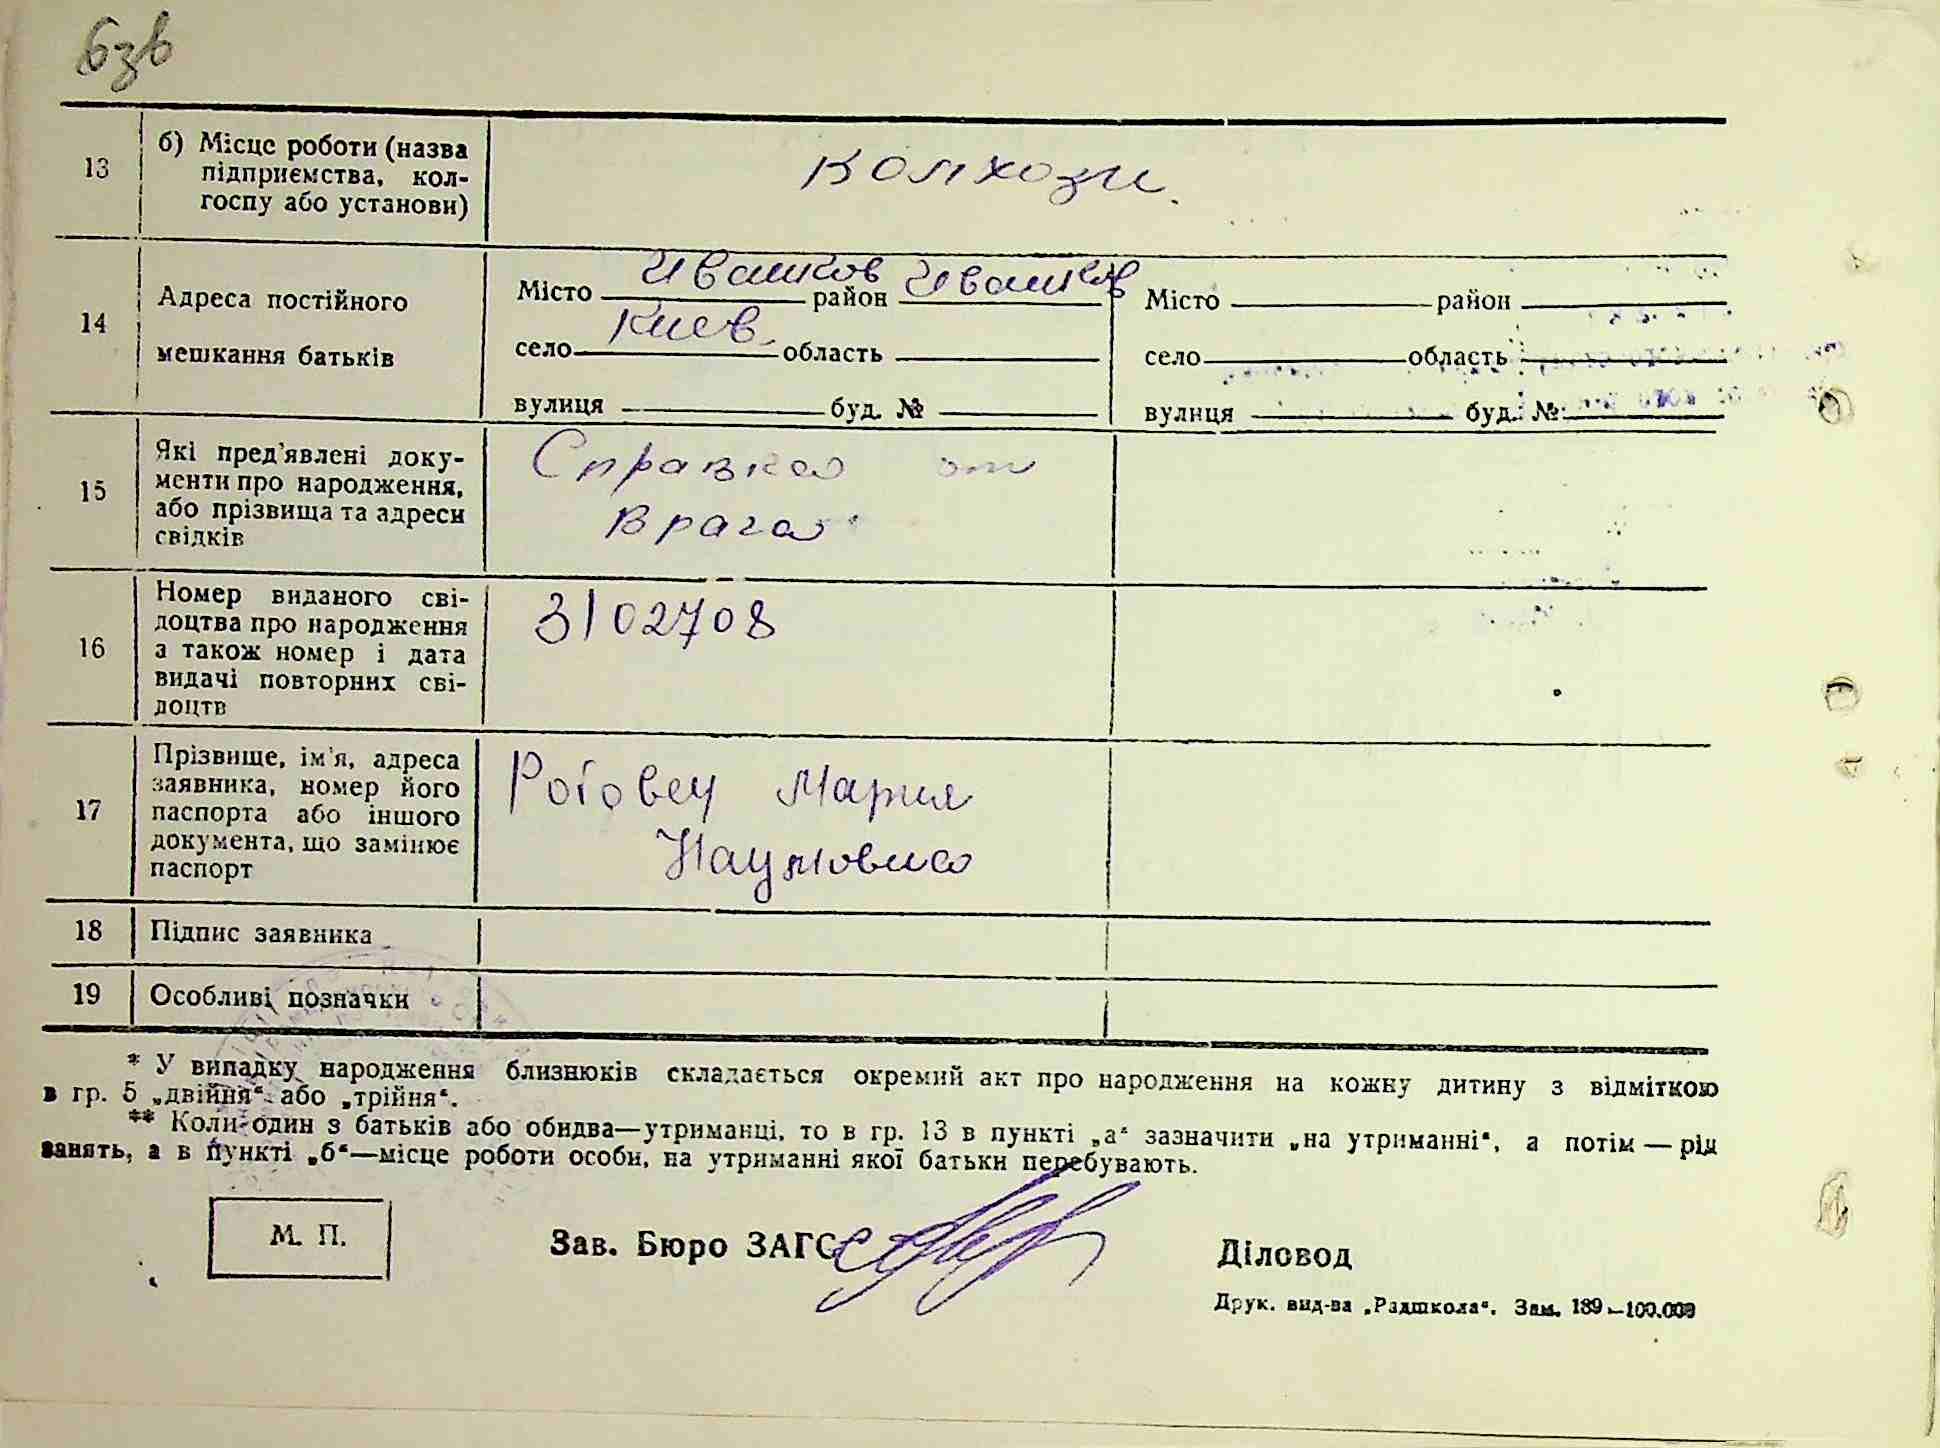 63в
13
б) Місце роботи (назва
підприємства, кол-
госпу або установи)
колхози
14
Адреса постійного
мешкання батьків
Місто Ивашков район Ивашков
село Киев область
вулиця буд. №
Місто район
село область
вулиця буд. №
15
Які пред'явлені доку-
менти про народження,
або прізвища та адреси
свідків
Справка от
Врага
16
Номер виданого сві-
доцтва про народження
а також номер і дата
видачі повторних сві-
доцтв
3102708
17
Прізвище, ім'я, адреса
заявника, номер його
паспорта або іншого
документа, що замінює
паспорт
Мария
Наумовна
18
Підпис заявника
19
Особливі позначки
* У випадку народження близнюків складається окремий акт про народження на кожну дитину з відміткою
в гр. 5 „двійня“ або „трійня“.
** Коли один з батьків або обидва—утриманці, то в гр. 13 в пункті „а“ зазначити „на утриманні“, а потім — рід
занять, а в пункті „б“—місце роботи особи, на утриманні якої батьки перебувають.
М. П.
Зав. Бюро ЗАГС
Діловод
Друк. вид-ва „Радшкола“. Зам. 189—100.000